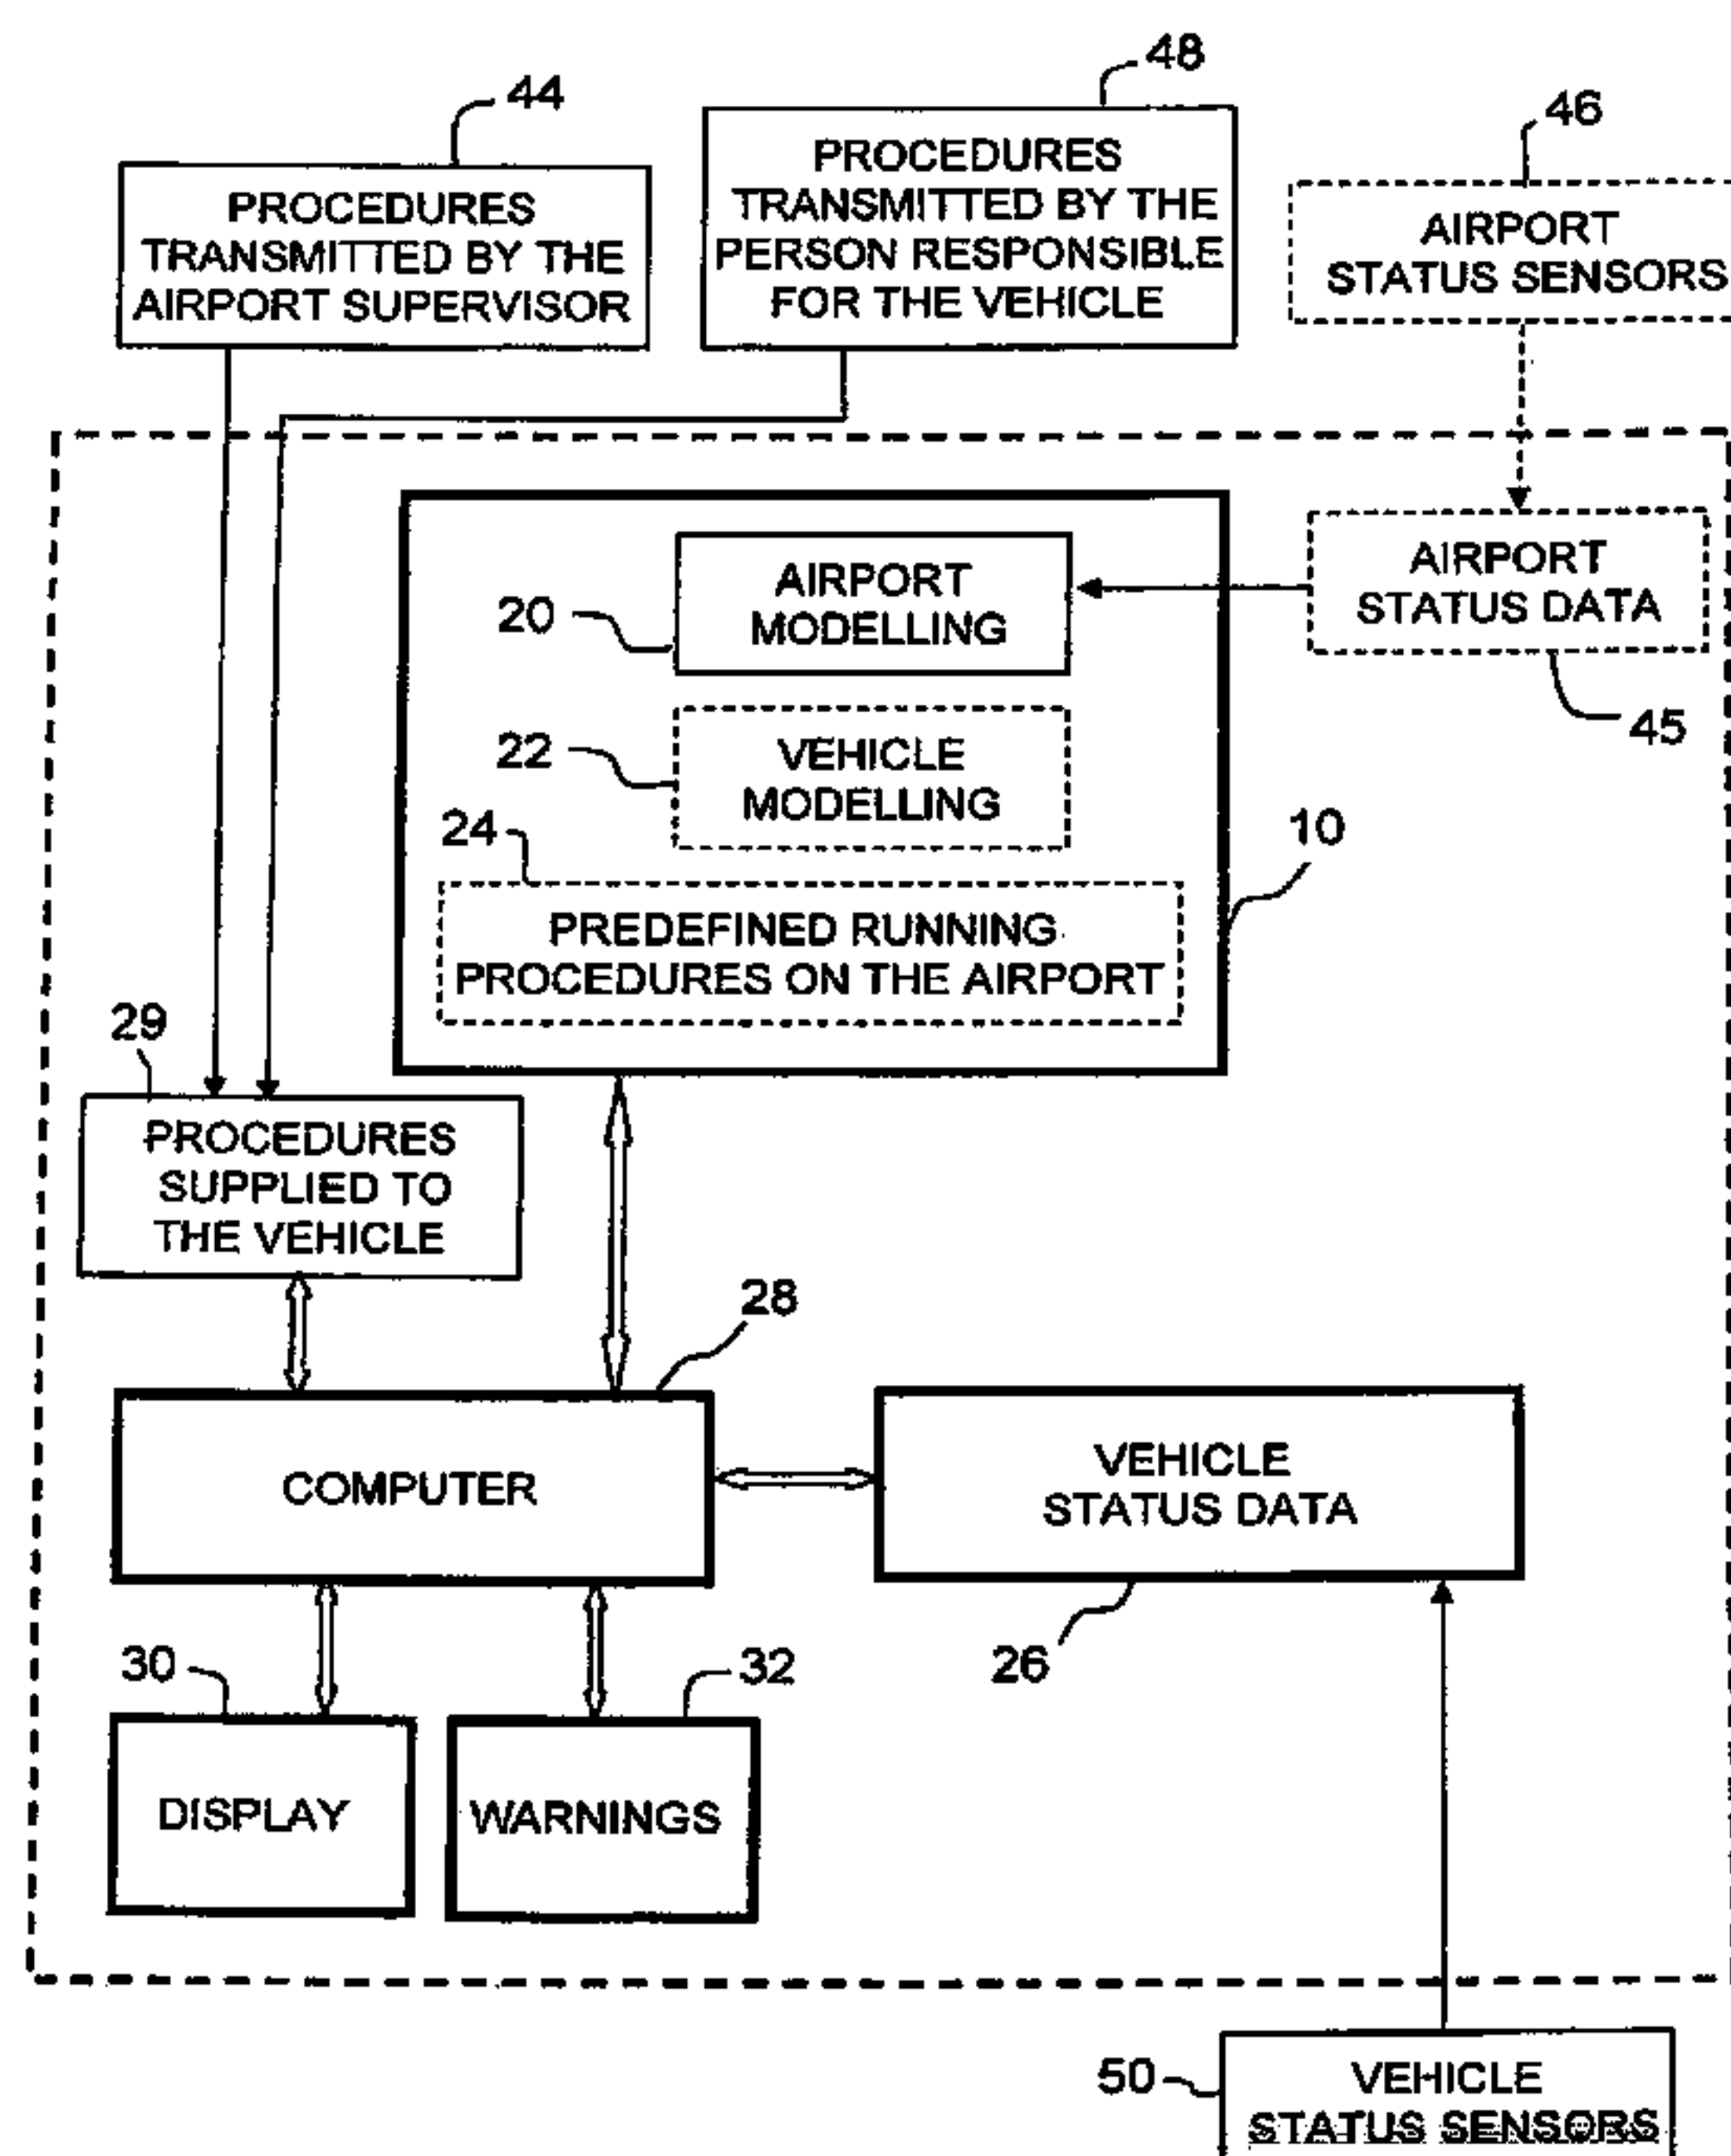 48
44
46
PROCEDURES
TRANSMITTED BY THE
AIRPORT SUPERVISOR
PROCEDURES
TRANSMITTED BY THE
PERSON RESPONSIBLE
FOR THE VEHICLE
AIRPORT
STATUS SENSORS
AIRPORT
MODELLING
20
AIRPORT
STATUS DATA
45
22
VEHICLE
MODELLING
24
10
PREDEFINED RUNNING
PROCEDURES ON THE AIRPORT
29
PROCEDURES
SUPPLIED TO
THE VEHICLE
28
COMPUTER
VEHICLE
STATUS DATA
26
30
32
DISPLAY
WARNINGS
50
VEHICLE
STATUS SENSORS